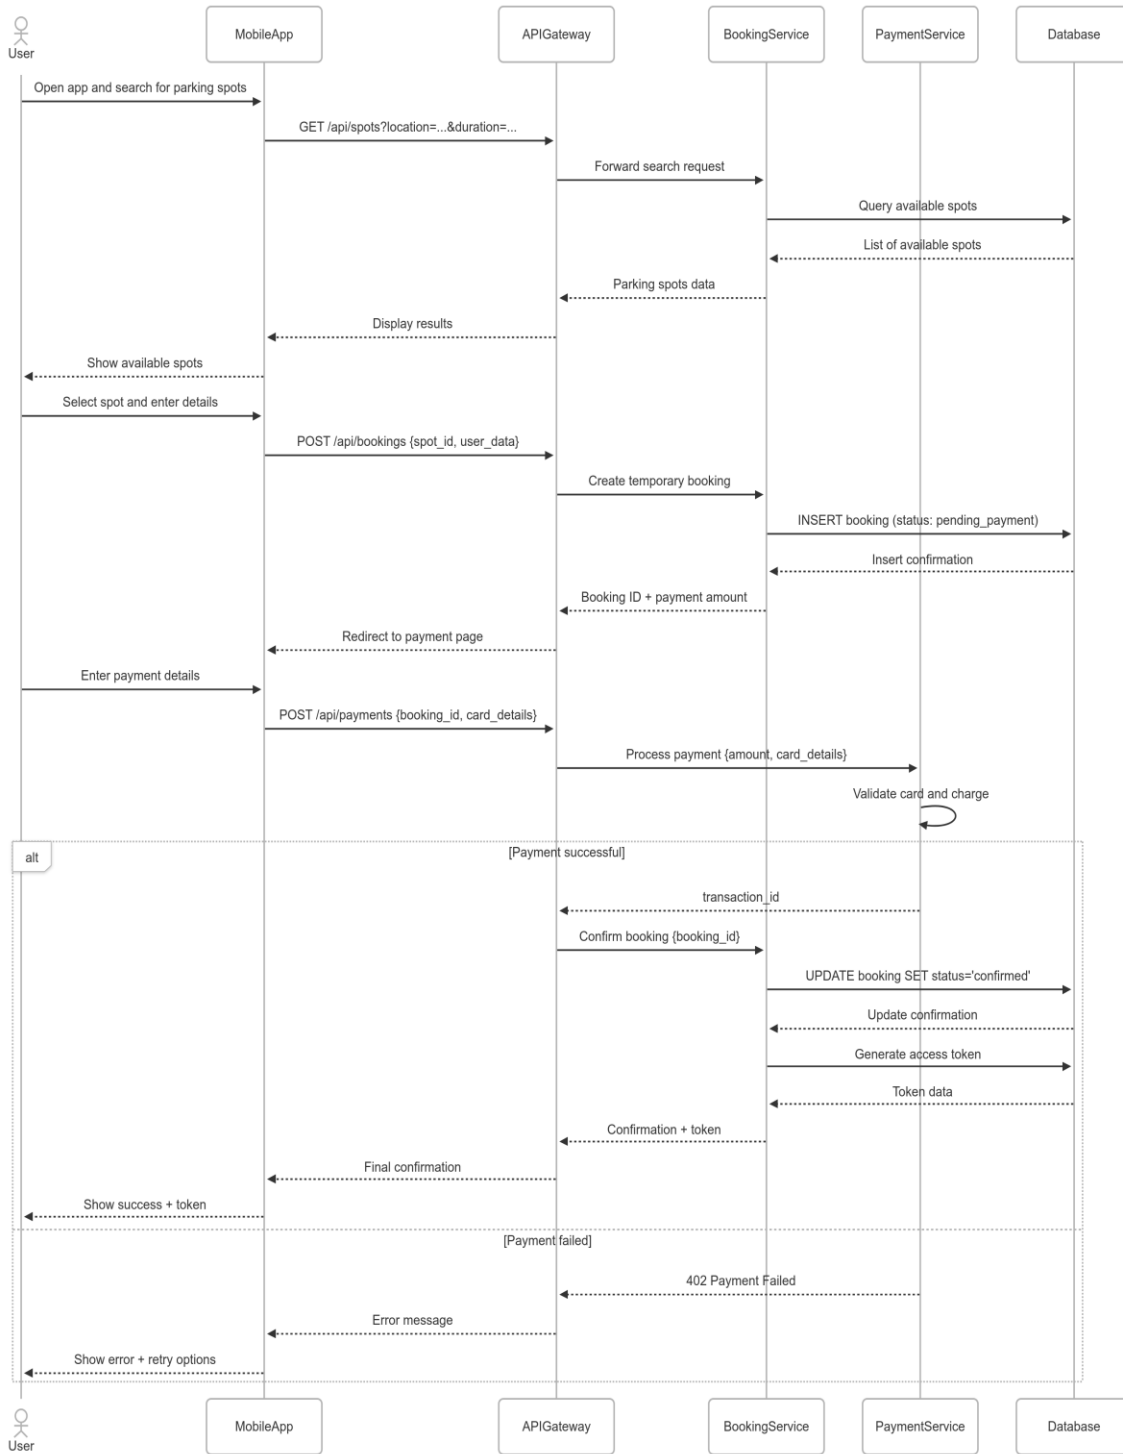 User
MobileApp
APIGateway
BookingService
PaymentService
Database
Open app and search for parking spots
GET /api/spots?location=...&duration=...
Forward search request
Query available spots
List of available spots
Parking spots data
Display results
Show available spots
Select spot and enter details
POST /api/bookings {spot_id, user_data}
Create temporary booking
INSERT booking (status: pending_payment)
Insert confirmation
Booking ID + payment amount
Redirect to payment page
Enter payment details
POST /api/payments {booking_id, card_details}
Process payment {amount, card_details}
Validate card and charge
alt
[Payment successful]
transaction_id
Confirm booking {booking_id}
UPDATE booking SET status='confirmed'
Update confirmation
Generate access token
Token data
Confirmation + token
Final confirmation
Show success + token
[Payment failed]
402 Payment Failed
Error message
Show error + retry options
User
MobileApp
APIGateway
BookingService
PaymentService
Database